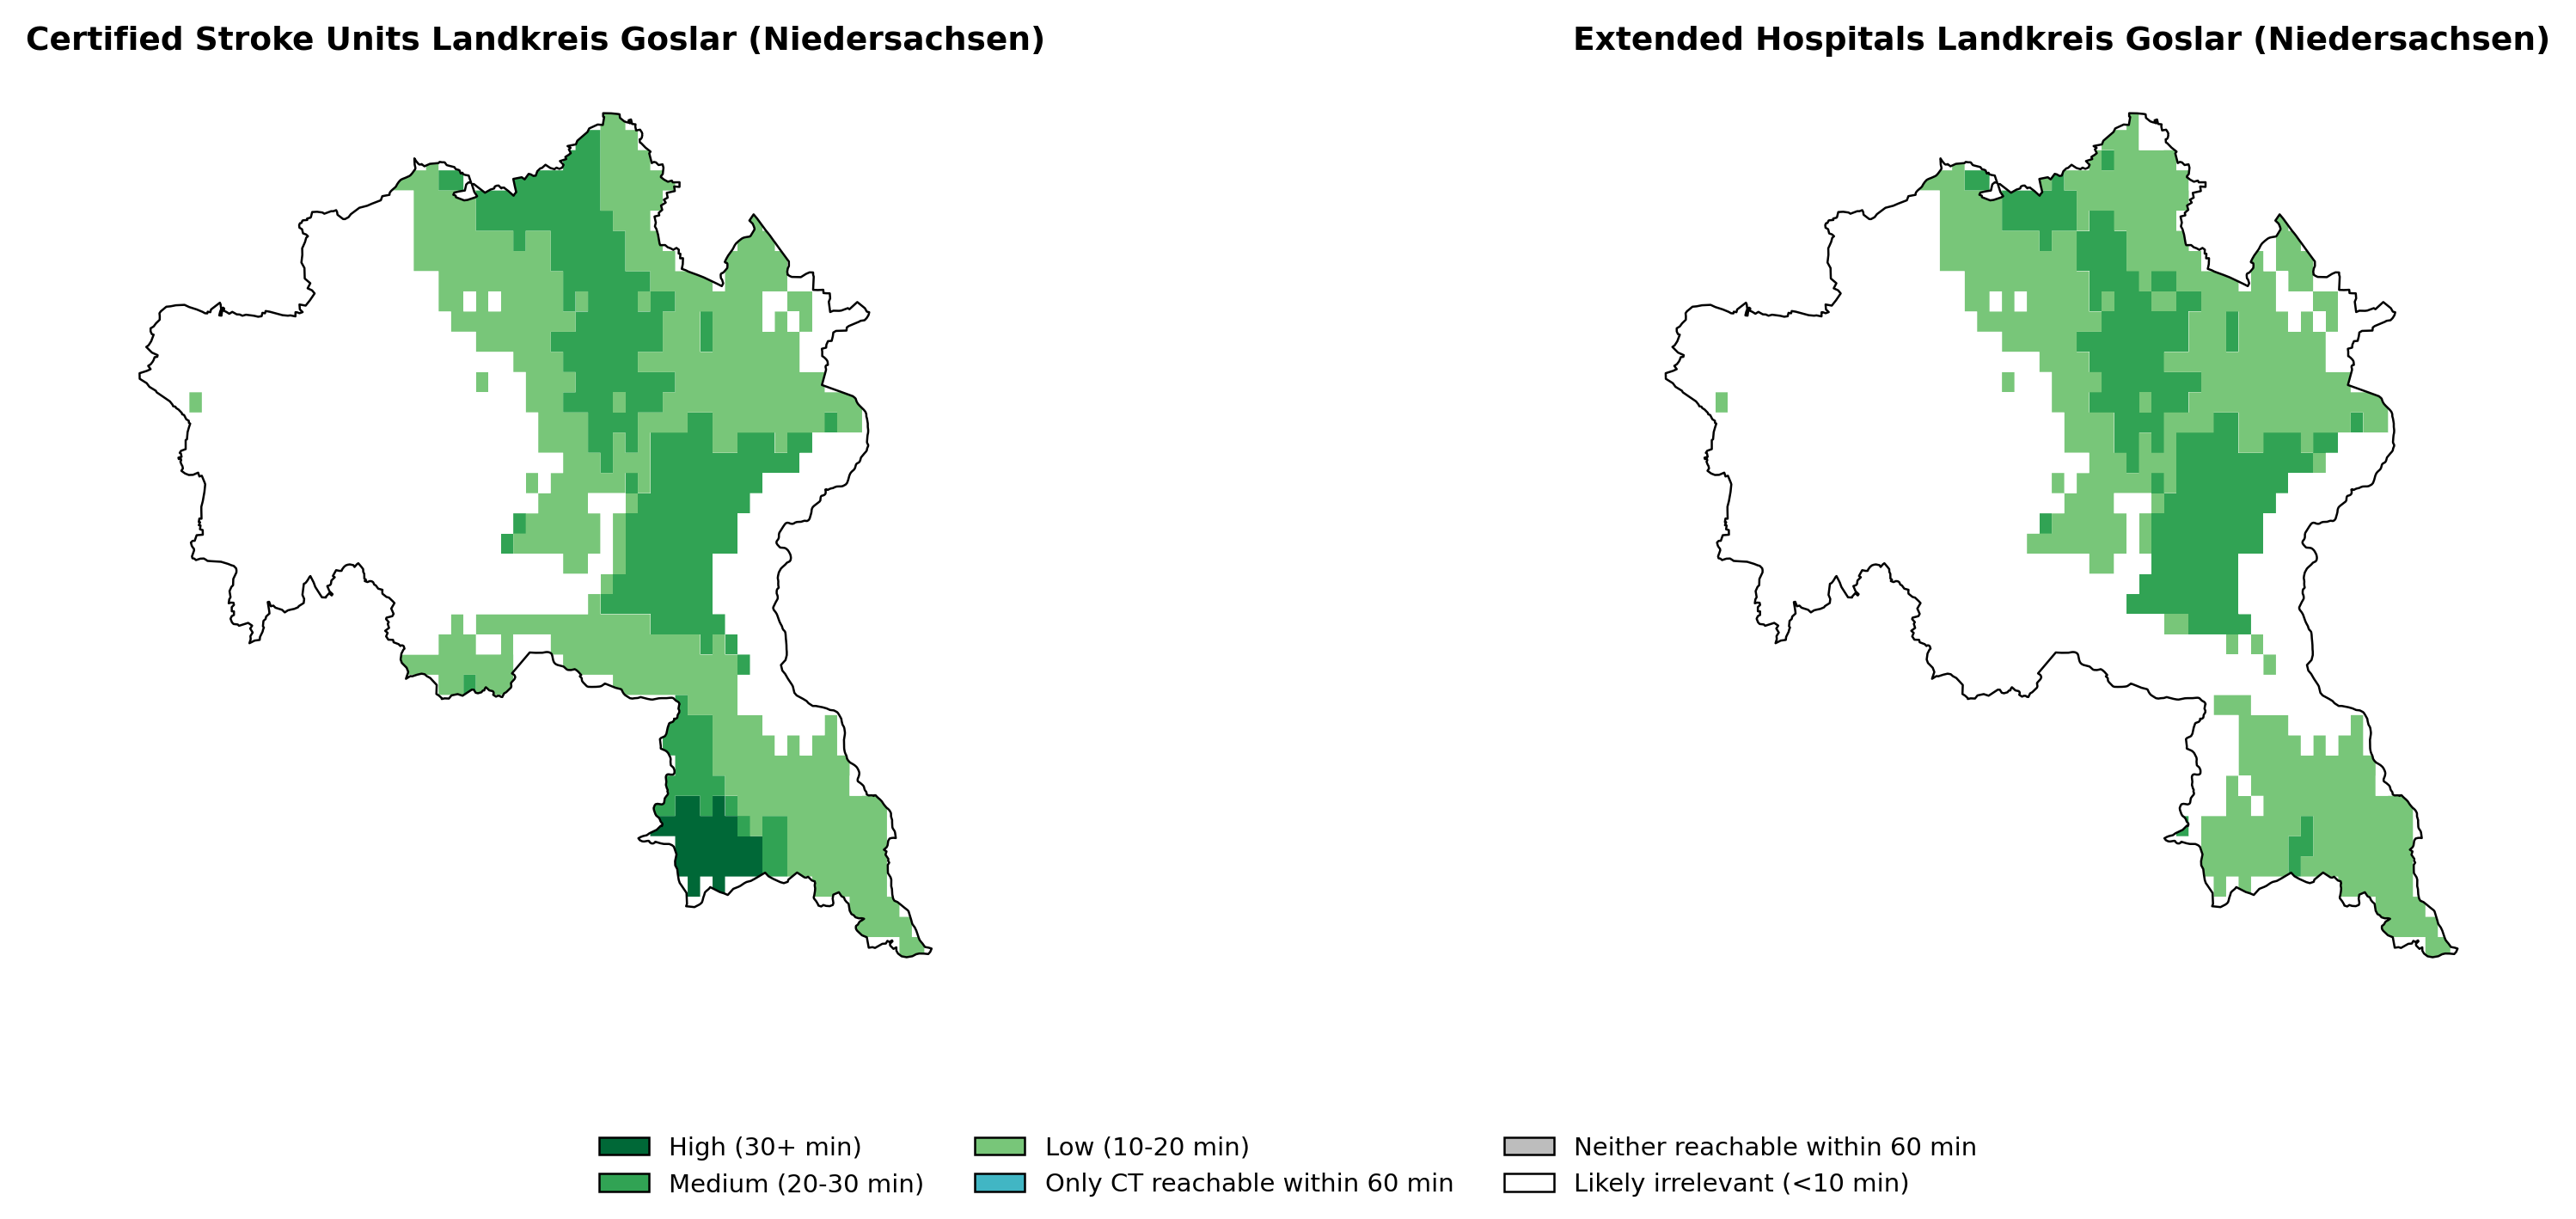 Certified Stroke Units Landkreis Goslar (Niedersachsen)
Extended Hospitals Landkreis Goslar (Niedersachsen)
High (30+ min)
Medium (20-30 min)
Low (10-20 min)
Only CT reachable within 60 min
Neither reachable within 60 min
Likely irrelevant (<10 min)